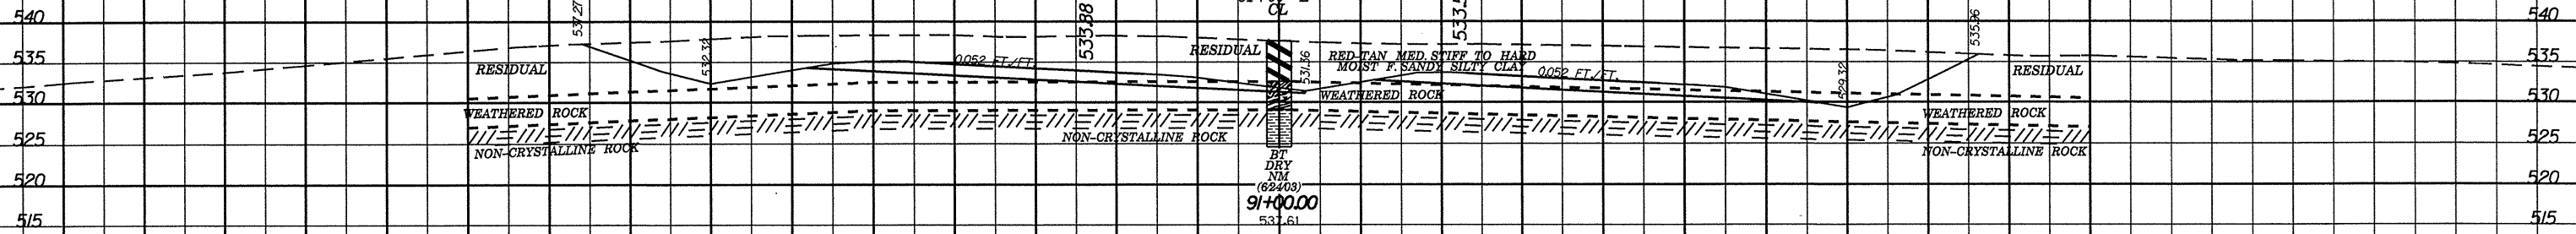 CL
540
537.27
533.88
535.96
540
535
532.32
RESIDUAL
531.36
RED-TAN MED. STIFF TO HARD
MOIST F. SANDY SILTY CLAY
535
RESIDUAL
0.052 FT./FT.
0.052 FT./FT.
529.32
RESIDUAL
530
WEATHERED ROCK
WEATHERED ROCK
WEATHERED ROCK
530
525
NON-CRYSTALLINE ROCK
NON-CRYSTALLINE ROCK
NON-CRYSTALLINE ROCK
525
BT
DRY
NM
(6/24/03)
520
520
91+00.00
537.61
515
515